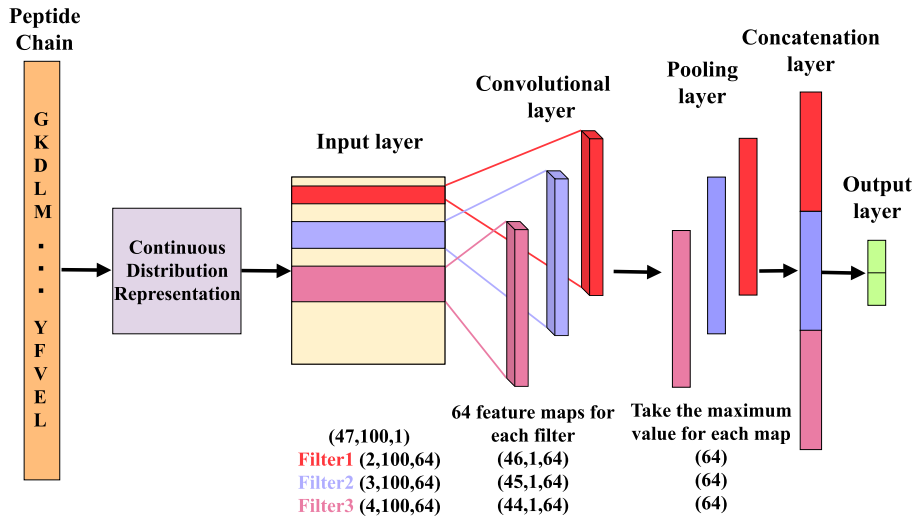 Peptide
Chain
G
K
D
L
M
.
.
.
Y
F
V
E
L
Continuous
Distribution
Representation
Input layer
Convolutional
layer
Pooling
layer
Concatenation
layer
Output
layer
(47,100,1)
Filter1 (2,100,64)
Filter2 (3,100,64)
Filter3 (4,100,64)
64 feature maps for
each filter
(46,1,64)
(45,1,64)
(44,1,64)
Take the maximum
value for each map
(64)
(64)
(64)